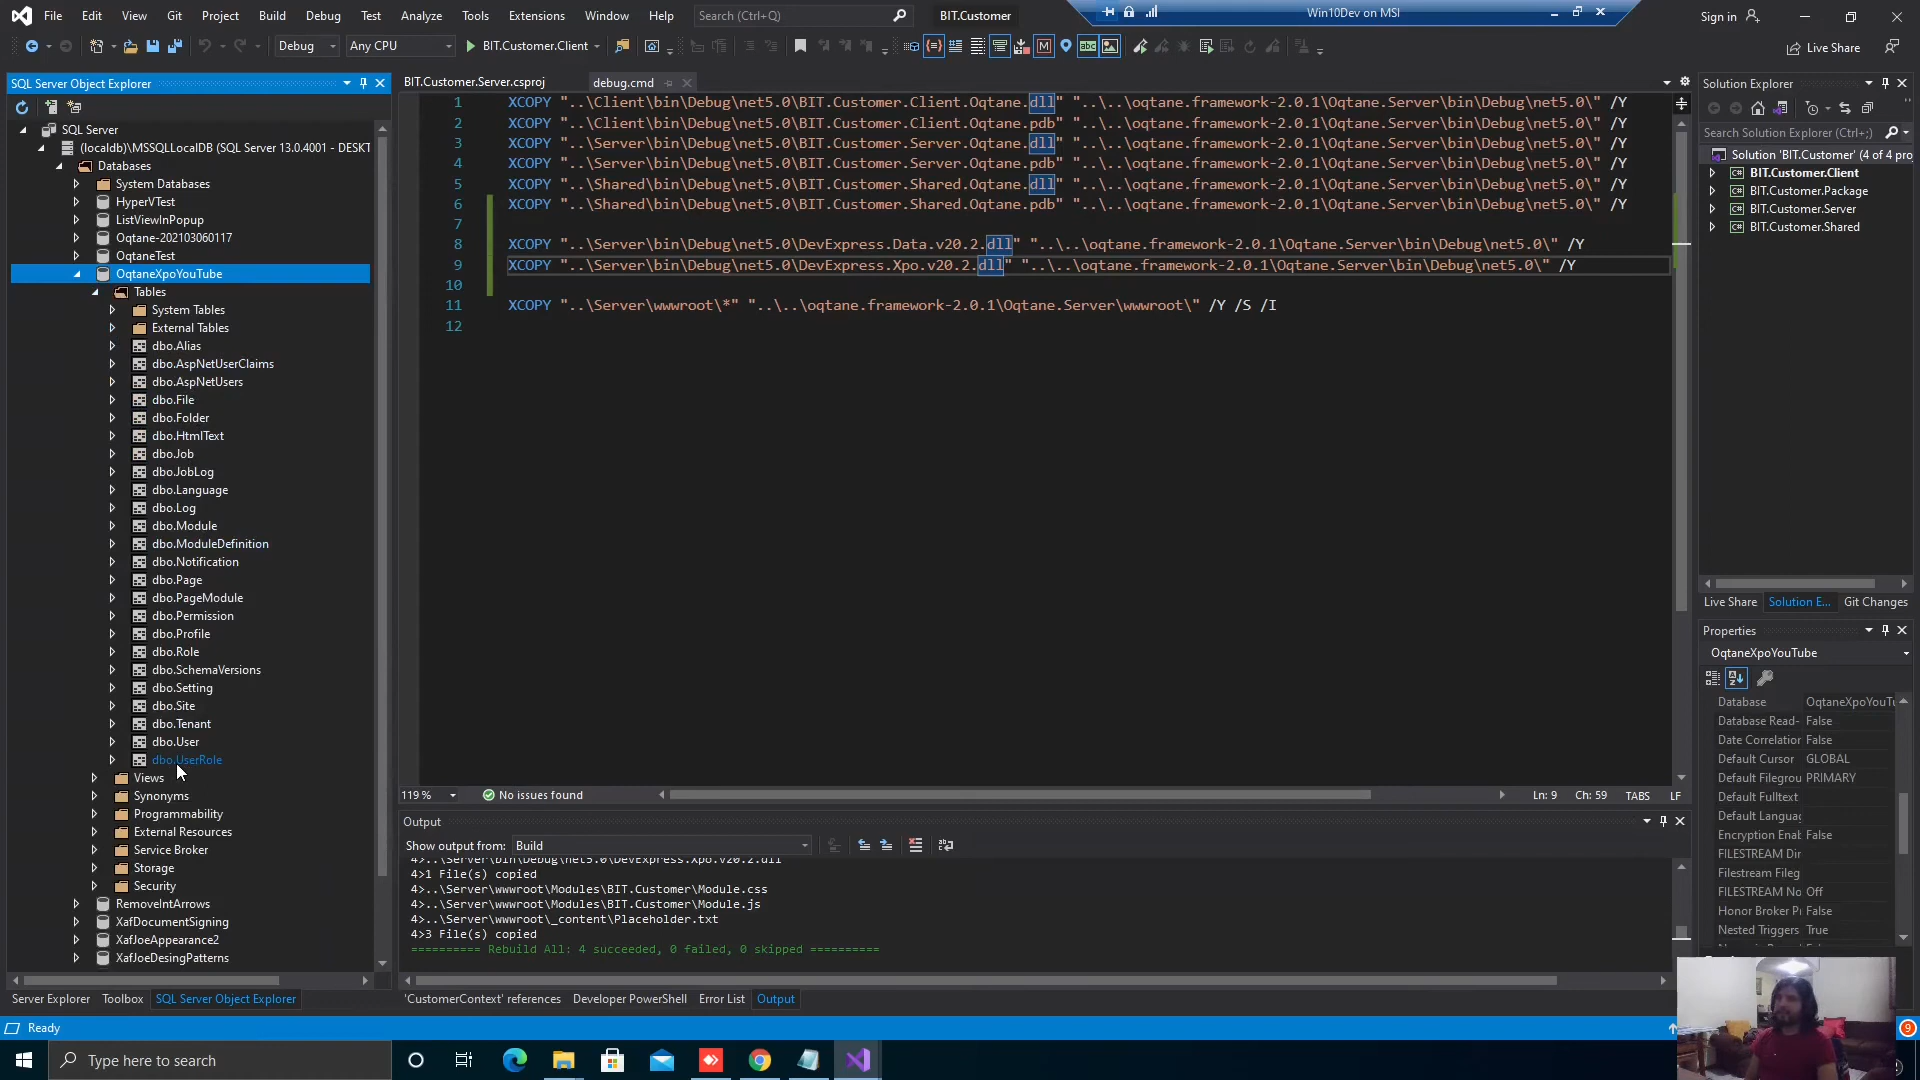 File Edit View Git Project Build Debug Test Analyze Tools Extensions Window Help Search (Ctrl+Q) BIT.Customer Win10Dev on MSI Sign in
Debug Any CPU BIT.Customer.Client Live Share
SQL Server Object Explorer
SQL Server
(localdb)\MSSQLLocalDB (SQL Server 13.0.4001 - DESKT
Databases
System Databases
HyperVTest
ListViewInPopup
Oqtane-202103060117
OqtaneTest
OqtaneXpoYouTube
Tables
System Tables
External Tables
dbo.Alias
dbo.AspNetUserClaims
dbo.AspNetUsers
dbo.File
dbo.Folder
dbo.HtmlText
dbo.Job
dbo.JobLog
dbo.Language
dbo.Log
dbo.Module
dbo.ModuleDefinition
dbo.Notification
dbo.Page
dbo.PageModule
dbo.Permission
dbo.Profile
dbo.Role
dbo.SchemaVersions
dbo.Setting
dbo.Site
dbo.Tenant
dbo.User
dbo.UserRole
Views
Synonyms
Programmability
External Resources
Service Broker
Storage
Security
RemoveIntArrows
XafDocumentSigning
XafJoeAppearance2
XafJoeDesingPatterns
Server Explorer Toolbox SQL Server Object Explorer
BIT.Customer.Server.csproj debug.cmd
1 XCOPY "..\Client\bin\Debug\net5.0\BIT.Customer.Client.Oqtane.dll" "..\..\oqtane.framework-2.0.1\Oqtane.Server\bin\Debug\net5.0\" /Y
2 XCOPY "..\Client\bin\Debug\net5.0\BIT.Customer.Client.Oqtane.pdb" "..\..\oqtane.framework-2.0.1\Oqtane.Server\bin\Debug\net5.0\" /Y
3 XCOPY "..\Server\bin\Debug\net5.0\BIT.Customer.Server.Oqtane.dll" "..\..\oqtane.framework-2.0.1\Oqtane.Server\bin\Debug\net5.0\" /Y
4 XCOPY "..\Server\bin\Debug\net5.0\BIT.Customer.Server.Oqtane.pdb" "..\..\oqtane.framework-2.0.1\Oqtane.Server\bin\Debug\net5.0\" /Y
5 XCOPY "..\Shared\bin\Debug\net5.0\BIT.Customer.Shared.Oqtane.dll" "..\..\oqtane.framework-2.0.1\Oqtane.Server\bin\Debug\net5.0\" /Y
6 XCOPY "..\Shared\bin\Debug\net5.0\BIT.Customer.Shared.Oqtane.pdb" "..\..\oqtane.framework-2.0.1\Oqtane.Server\bin\Debug\net5.0\" /Y
7
8 XCOPY "..\Server\bin\Debug\net5.0\DevExpress.Data.v20.2.dll" "..\..\oqtane.framework-2.0.1\Oqtane.Server\bin\Debug\net5.0\" /Y
9 XCOPY "..\Server\bin\Debug\net5.0\DevExpress.Xpo.v20.2.dll" "..\..\oqtane.framework-2.0.1\Oqtane.Server\bin\Debug\net5.0\" /Y
10
11 XCOPY "..\Server\wwwroot\*" "..\..\oqtane.framework-2.0.1\Oqtane.Server\wwwroot\" /Y /S /I
12
119 % No issues found Ln: 9 Ch: 59 TABS LF
Output
Show output from: Build
4>..\Server\bin\Debug\net5.0\DevExpress.Xpo.v20.2.dll
4>1 File(s) copied
4>..\Server\wwwroot\Modules\BIT.Customer\Module.css
4>..\Server\wwwroot\Modules\BIT.Customer\Module.js
4>..\Server\wwwroot\_content\Placeholder.txt
4>3 File(s) copied
========== Rebuild All: 4 succeeded, 0 failed, 0 skipped ==========
'CustomerContext' references Developer PowerShell Error List Output
Solution Explorer
Search Solution Explorer (Ctrl+;)
Solution 'BIT.Customer' (4 of 4 pro
BIT.Customer.Client
BIT.Customer.Package
BIT.Customer.Server
BIT.Customer.Shared
Live Share Solution E... Git Changes
Properties
OqtaneXpoYouTube
Database OqtaneXpoYouTu
Database Read- False
Date Correlation False
Default Cursor GLOBAL
Default Filegrou PRIMARY
Default Fulltext
Default Languag
Encryption Enab False
FILESTREAM Dir
Filestream Fileg
FILESTREAM No Off
Honor Broker Pr False
Nested Triggers True
Ready
9
Type here to search